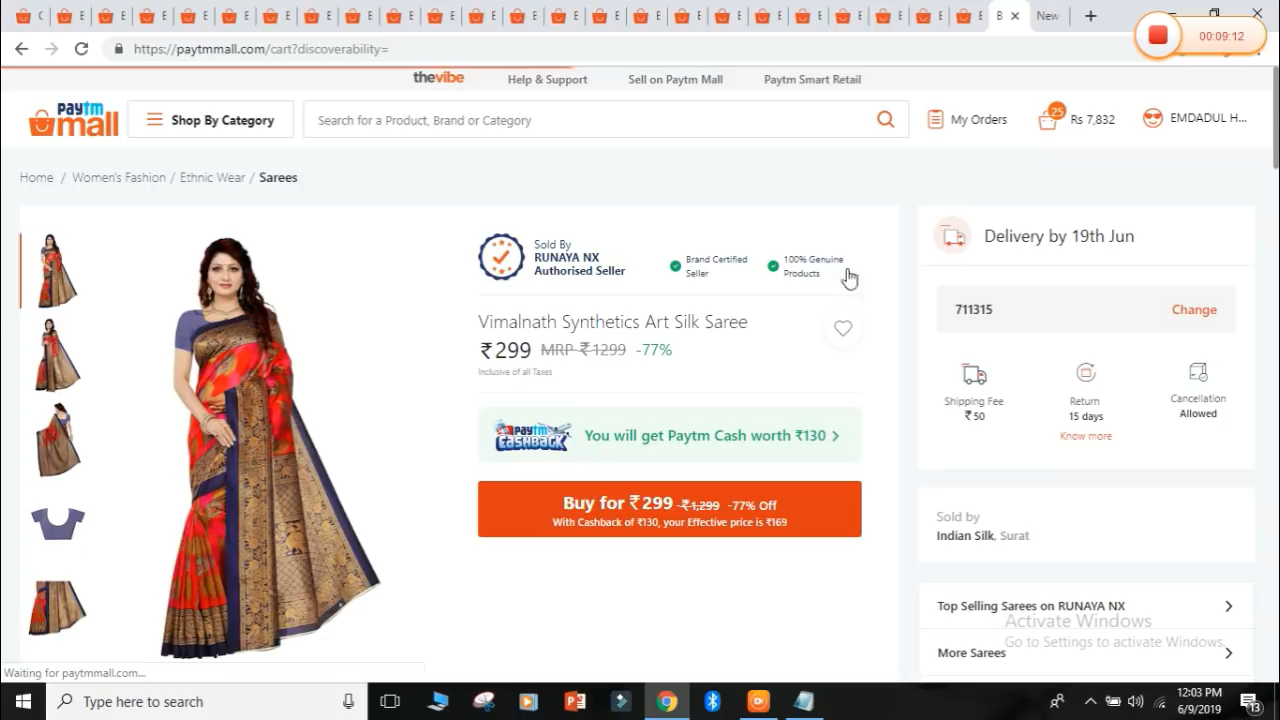 New
00:09:12
https://paytmmall.com/cart?discoverability=
thevibe
Help & Support
Sell on Paytm Mall
Paytm Smart Retail
paytm
mall
Shop By Category
Search for a Product, Brand or Category
My Orders
25
Rs 7,832
EMDADUL H...
Home / Women's Fashion / Ethnic Wear / Sarees
Sold By
RUNAYA NX
Authorised Seller
Brand Certified
Seller
100% Genuine
Products
Vimalnath Synthetics Art Silk Saree
₹299 MRP ₹1299 -77%
Inclusive of all Taxes
paytm
CASHBACK
You will get Paytm Cash worth ₹130
Buy for ₹299 ₹1,299 -77% Off
With Cashback of ₹130, your Effective price is ₹169
Delivery by 19th Jun
711315
Change
Shipping Fee
₹50
Return
15 days
Know more
Cancellation
Allowed
Sold by
Indian Silk, Surat
Top Selling Sarees on RUNAYA NX
More Sarees
Activate Windows
Go to Settings to activate Windows.
Waiting for paytmmall.com...
Type here to search
12:03 PM
6/9/2019
13